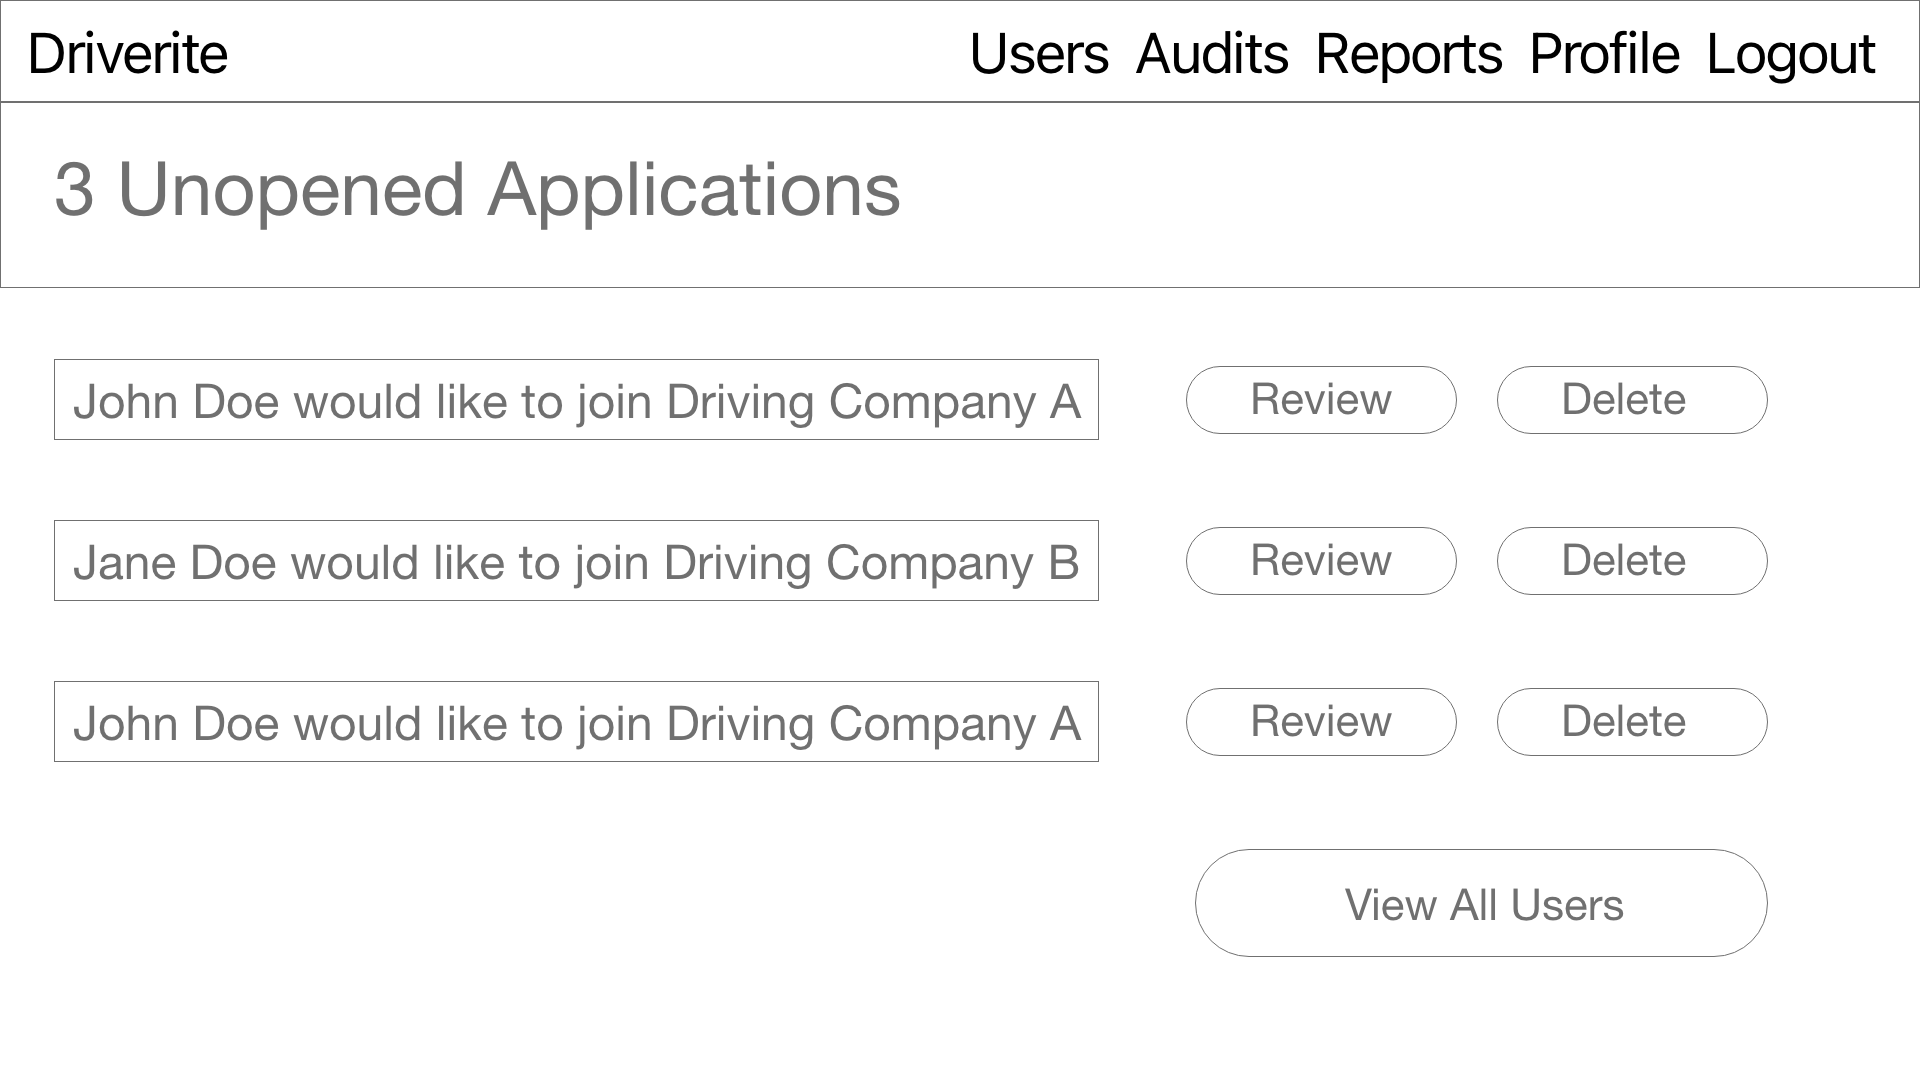 Driverite Users Audits Reports Profile Logout
3 Unopened Applications
John Doe would like to join Driving Company A Review Delete
Jane Doe would like to join Driving Company B Review Delete
John Doe would like to join Driving Company A Review Delete
View All Users